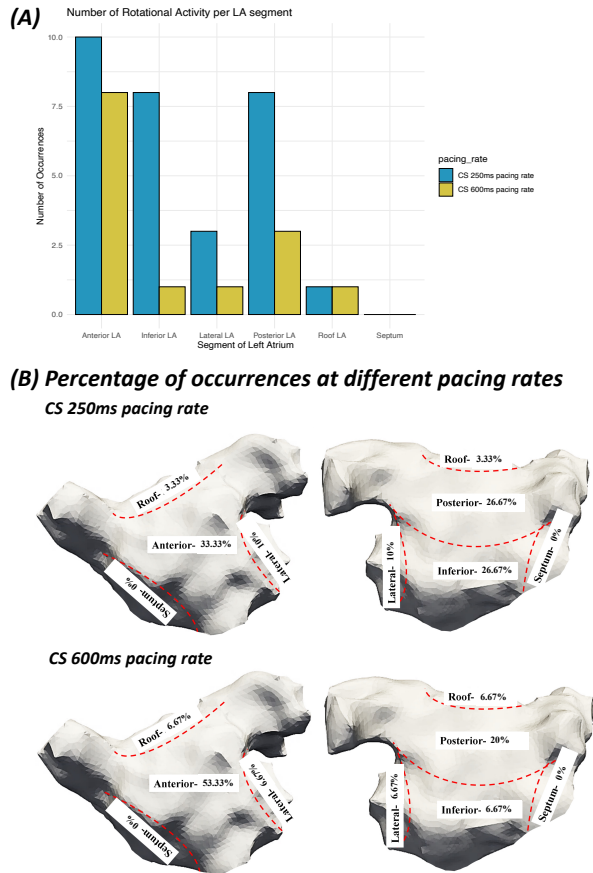 (A)
Number of Rotational Activity per LA segment
10.0
7.5
5.0
2.5
0.0
Number of Occurrences
Anterior LA Inferior LA Lateral LA Posterior LA Roof LA Septum
Segment of Left Atrium
pacing_rate
CS 250ms pacing rate
CS 600ms pacing rate
(B) Percentage of occurrences at different pacing rates
CS 250ms pacing rate
Roof- 3.33%
Anterior- 33.33%
Lateral- 10%
Septum- 0%
Roof- 3.33%
Posterior- 26.67%
Lateral- 10%
Inferior- 26.67%
Septum- 0%
CS 600ms pacing rate
Roof- 6.67%
Anterior- 53.33%
Lateral- 6.67%
Septum- 0%
Roof- 6.67%
Posterior- 20%
Lateral- 6.67%
Inferior- 6.67%
Septum- 0%